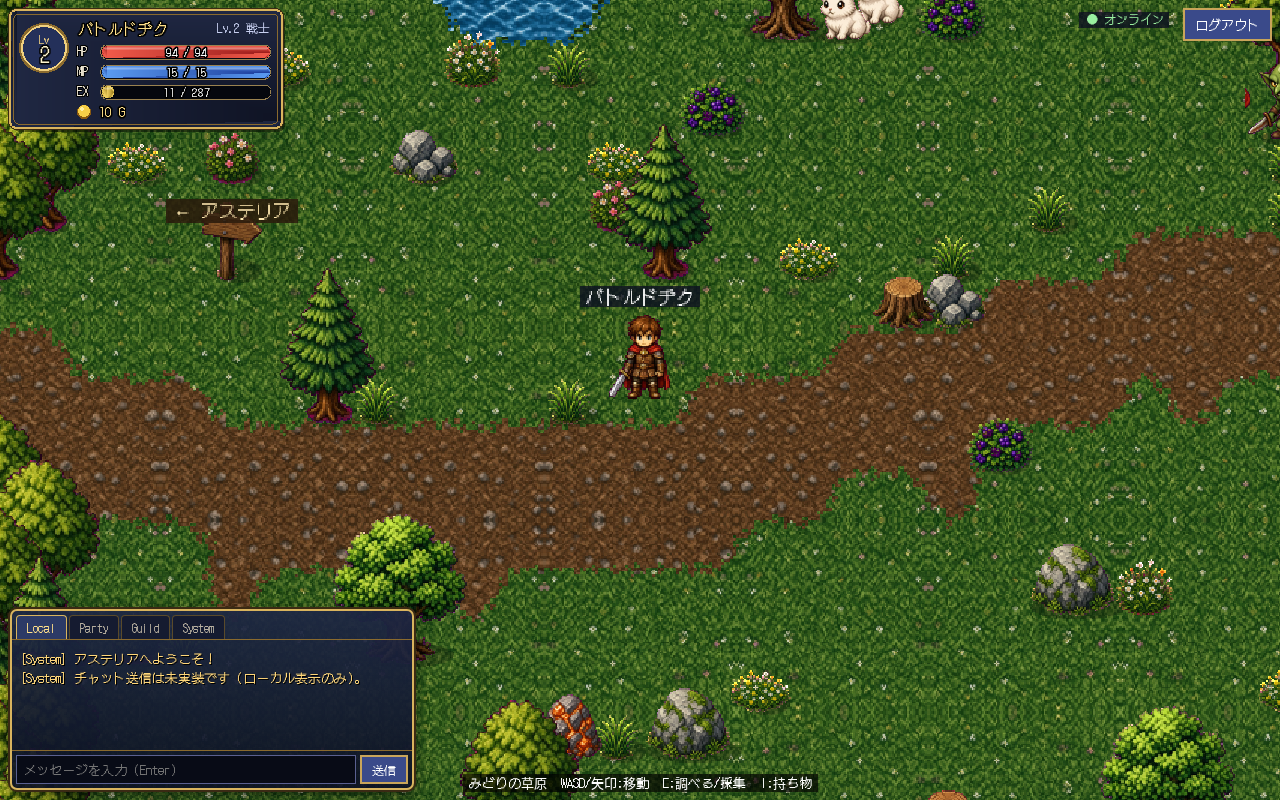 バトルドヂク Lv.2 戦士
Lv
2
HP 94 / 94
MP 15 / 15
EX 11 / 287
10 G
オンライン
ログアウト
← アステリア
バトルドヂク
Local Party Guild System
[System] アステリアへようこそ！
[System] チャット送信は未実装です（ローカル表示のみ）。
メッセージを入力 (Enter)
送信
みどりの草原 WASD/矢印:移動 E:調べる/採集 I:持ち物